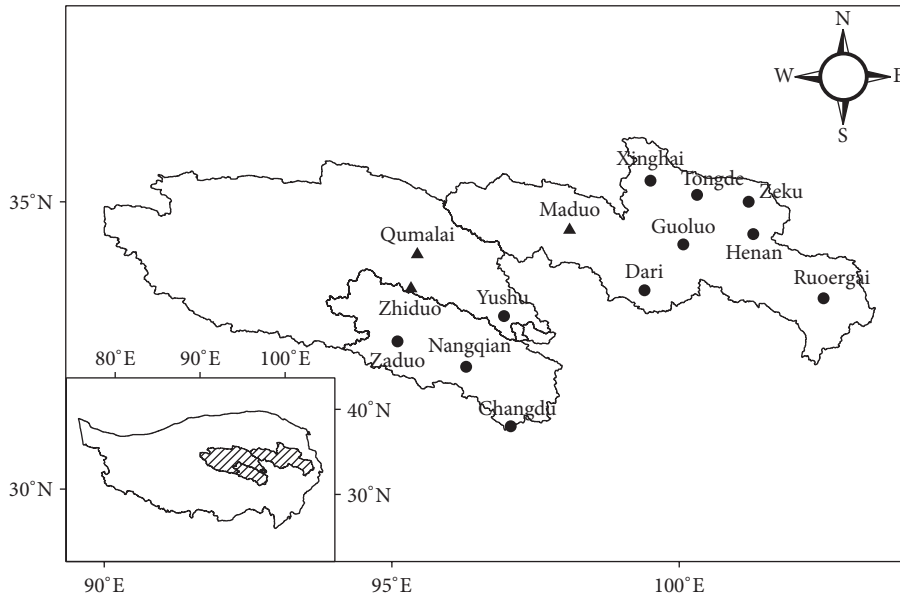 N
W
E
S
Xinghai
Tongde
Zeku
35°N
Maduo
Guoluo
Qumalai
Henan
Dari
Ruoergai
Zhiduo
Yushu
Zaduo
Nangqian
80°E
90°E
100°E
Changdu
40°N
30°N
30°N
90°E
95°E
100°E